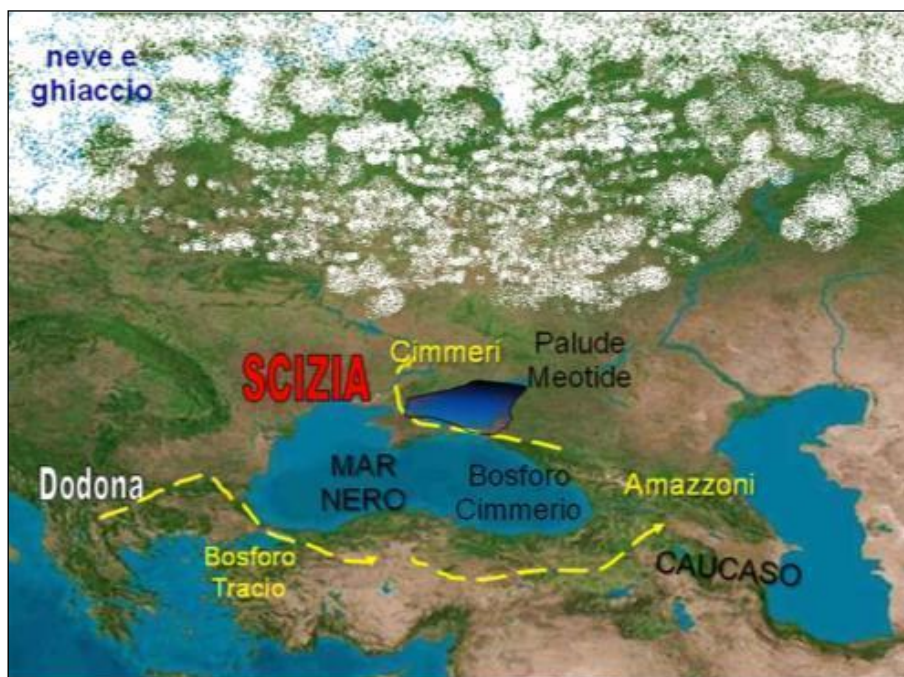 neve e
ghiaccio
Cimmeri
Palude
Meotide
SCIZIA
MAR
NERO
Bosforo
Cimmerio
Dodona
Amazzoni
Bosforo
Tracio
CAUCASO